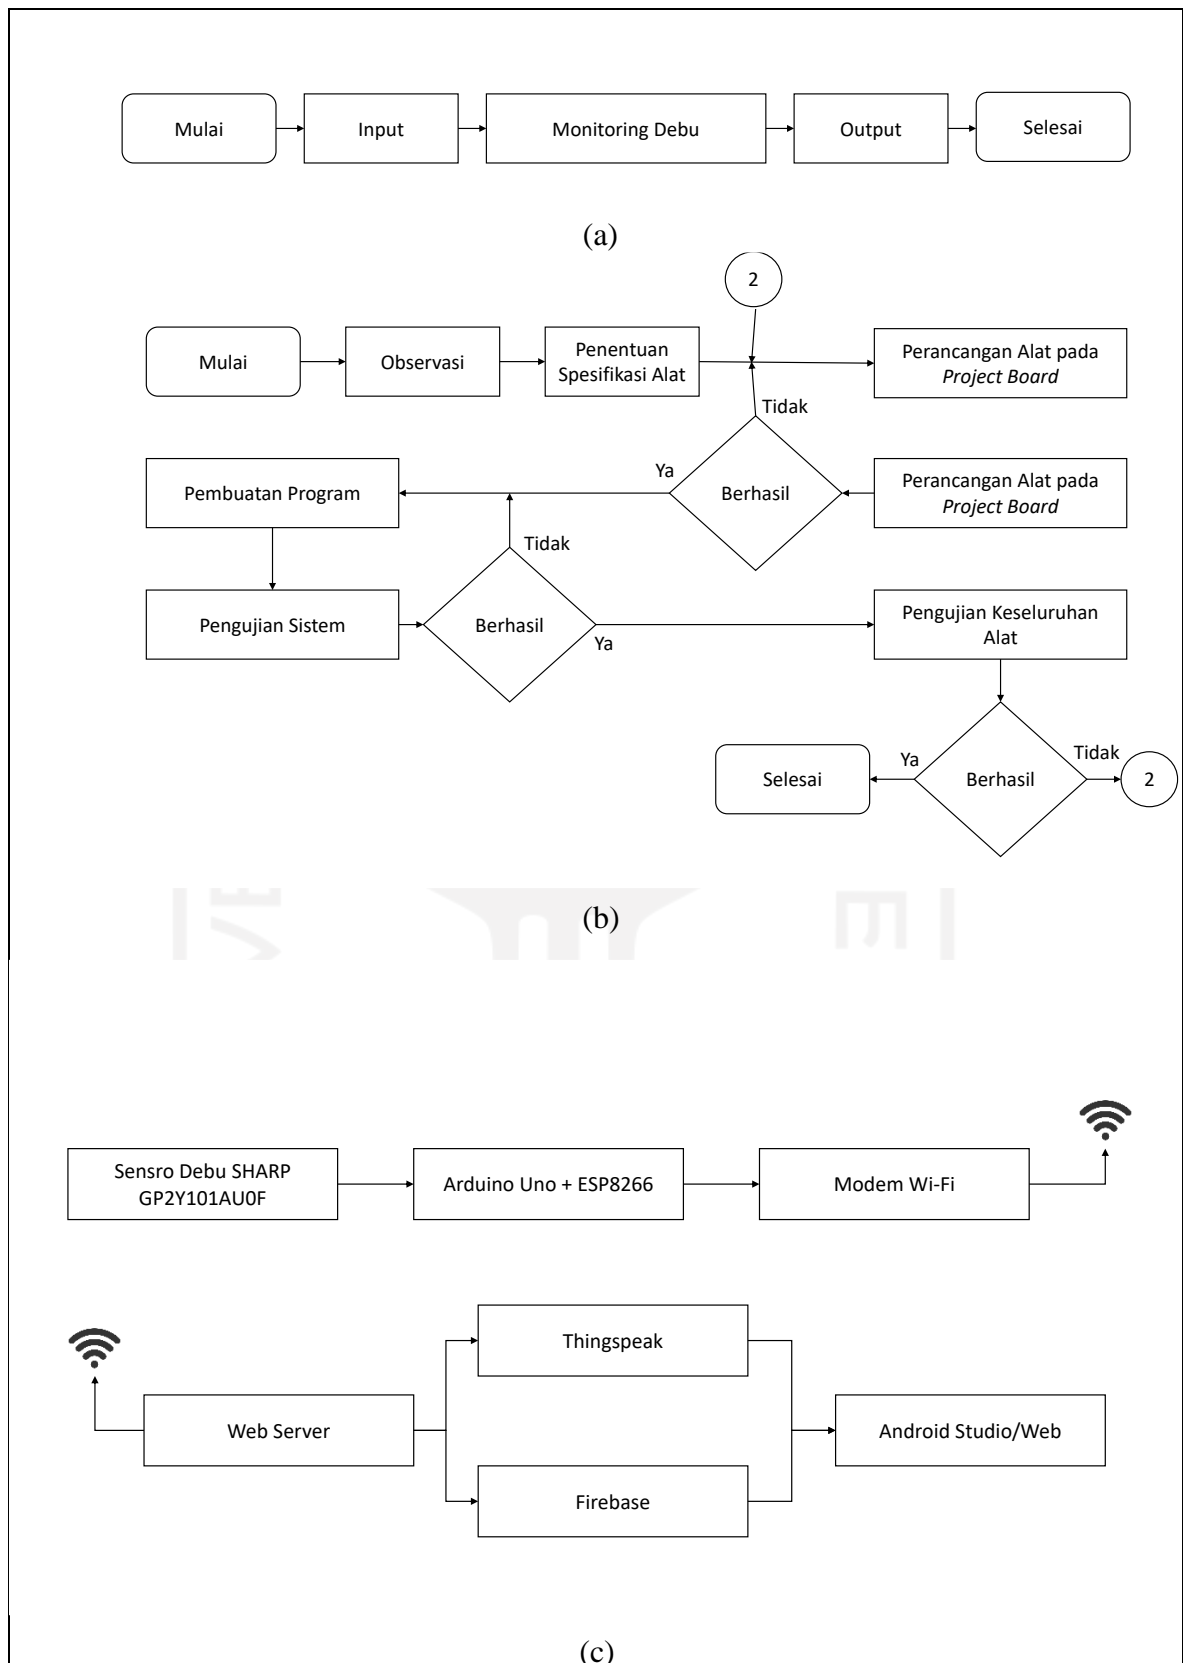 Mulai
Input
Monitoring Debu
Output
Selesai
(a)
2
Mulai
Observasi
Penentuan
Spesifikasi Alat
Perancangan Alat pada
Project Board
Tidak
Ya
Pembuatan Program
Berhasil
Perancangan Alat pada
Project Board
Tidak
Pengujian Sistem
Berhasil
Ya
Pengujian Keseluruhan
Alat
Selesai
Ya
Berhasil
Tidak
2
(b)
Sensro Debu SHARP
GP2Y101AU0F
Arduino Uno + ESP8266
Modem Wi-Fi
Thingspeak
Web Server
Android Studio/Web
Firebase
(c)